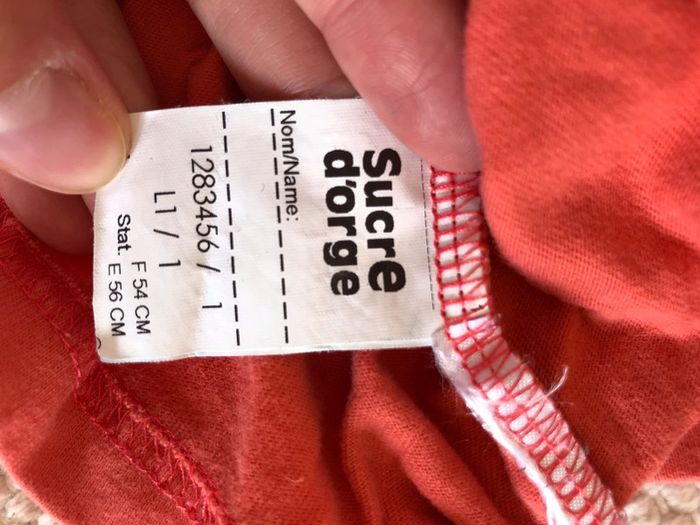 Sucre
d'orge
Nom/Name:
1283456 / 1
L1 / 1
F 54 CM
Stat. E 56 CM